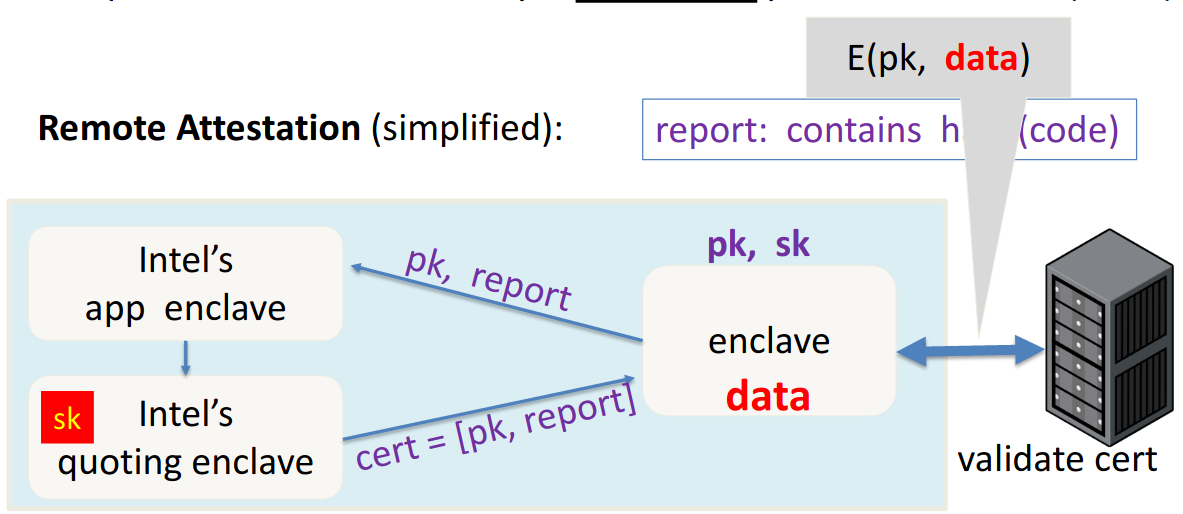 E(pk, data)
Remote Attestation (simplified):
report: contains (code)
pk, sk
Intel's
app enclave
pk, report
enclave
data
sk
Intel's
quoting enclave
cert = [pk, report]
validate cert